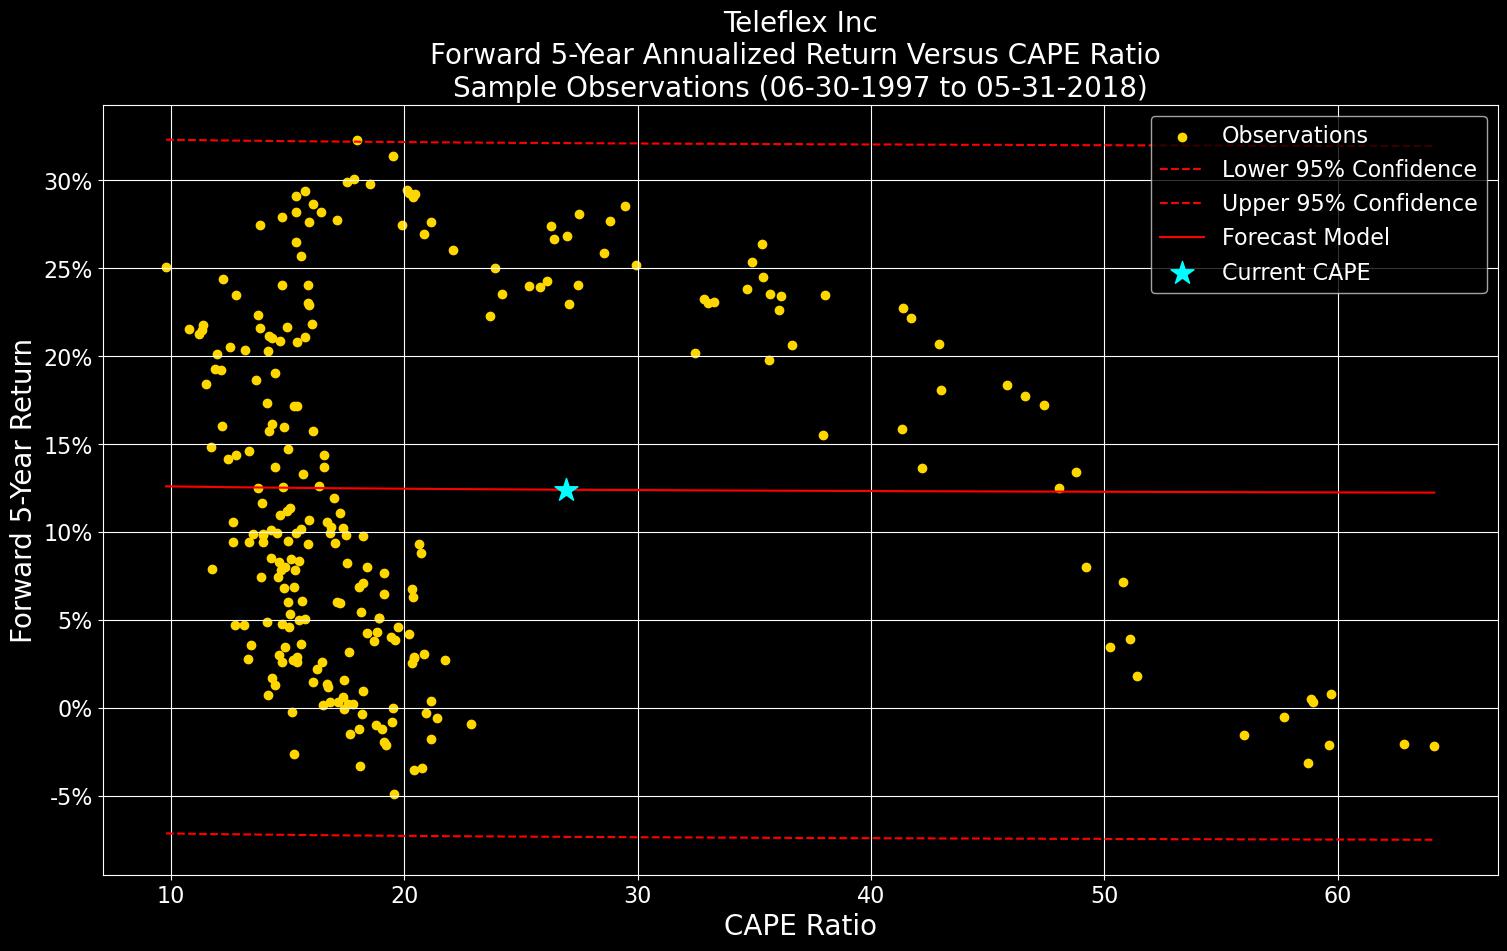 Teleflex Inc
Forward 5-Year Annualized Return Versus CAPE Ratio
Sample Observations (06-30-1997 to 05-31-2018)
Observations
Lower 95% Confidence
Upper 95% Confidence
Forecast Model
Current CAPE
Forward 5-Year Return
30%
25%
20%
15%
10%
5%
0%
-5%
10 20 30 40 50 60
CAPE Ratio